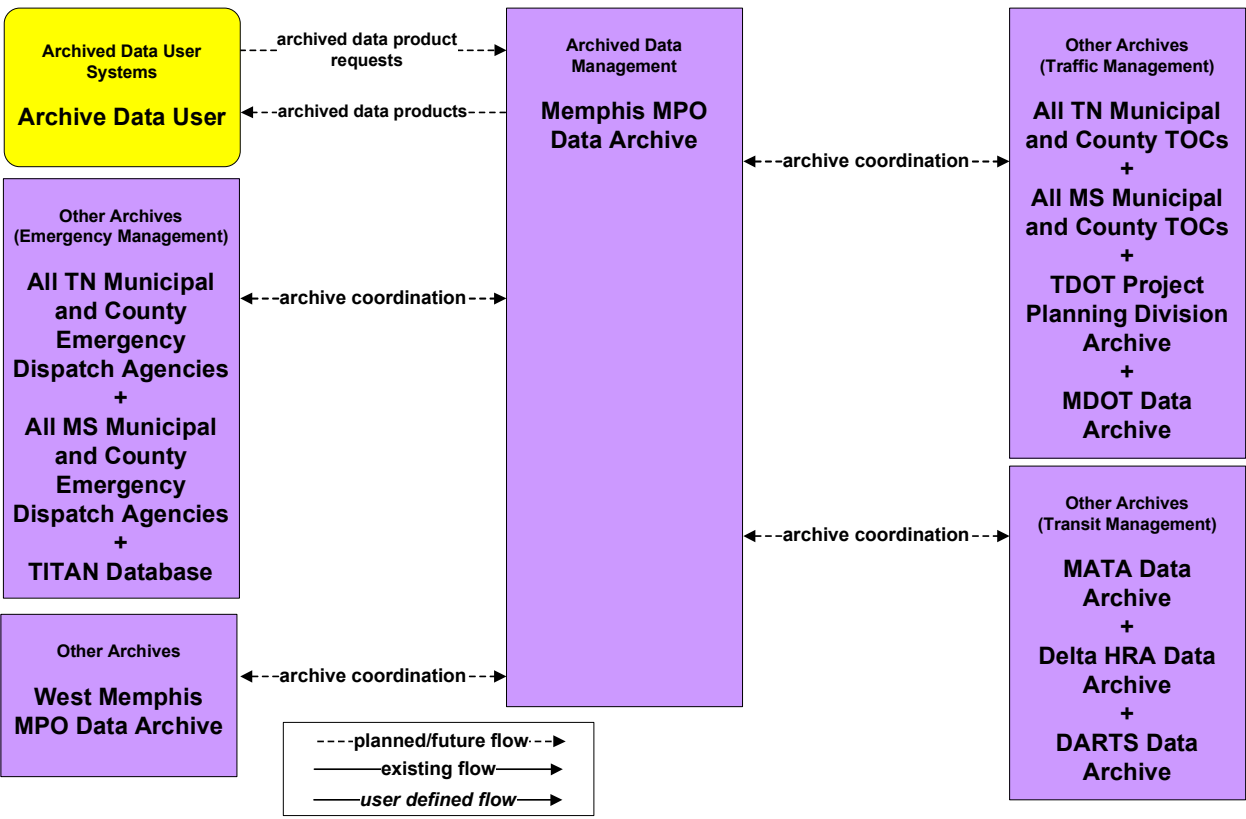 Archived Data User
Systems
Archive Data User
archived data product
requests
archived data products
Archived Data
Management
Memphis MPO
Data Archive
Other Archives
(Traffic Management)
All TN Municipal
and County TOCs
+
All MS Municipal
and County TOCs
+
TDOT Project
Planning Division
Archive
+
MDOT Data
Archive
archive coordination
Other Archives
(Emergency Management)
All TN Municipal
and County
Emergency
Dispatch Agencies
+
All MS Municipal
and County
Emergency
Dispatch Agencies
+
TITAN Database
archive coordination
Other Archives
(Transit Management)
MATA Data
Archive
+
Delta HRA Data
Archive
+
DARTS Data
Archive
archive coordination
Other Archives
West Memphis
MPO Data Archive
archive coordination
planned/future flow
existing flow
user defined flow